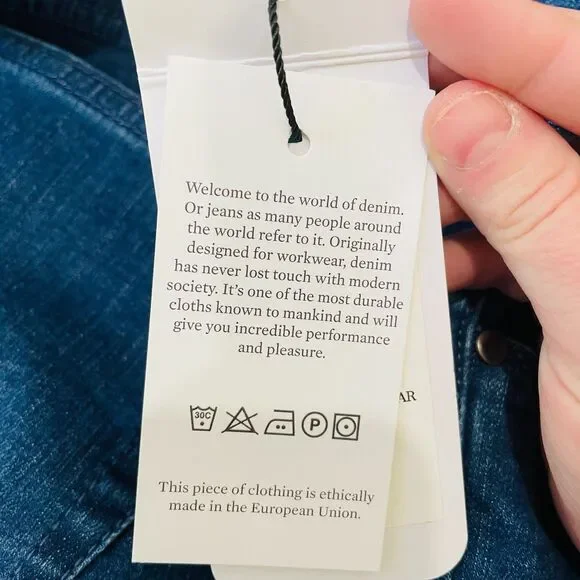 Welcome to the world of denim.
Or jeans as many people around
the world refer to it. Originally
designed for workwear, denim
has never lost touch with modern
society. It's one of the most durable
cloths known to mankind and will
give you incredible performance
and pleasure.
AR
30C P
This piece of clothing is ethically
made in the European Union.